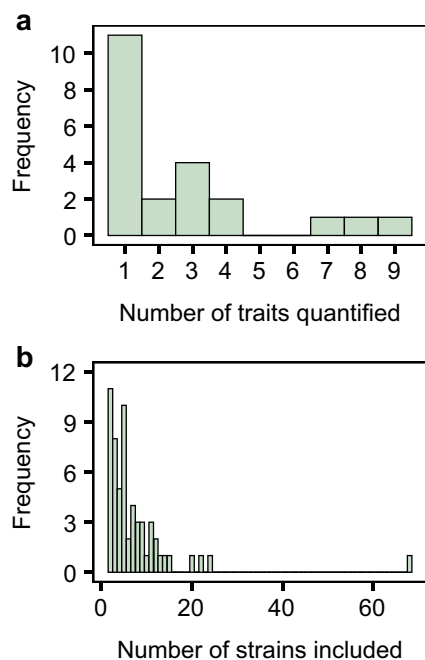 a
10
8
6
4
2
0
Frequency
1 2 3 4 5 6 7 8 9
Number of traits quantified
b
12
9
6
3
0
Frequency
0 20 40 60
Number of strains included